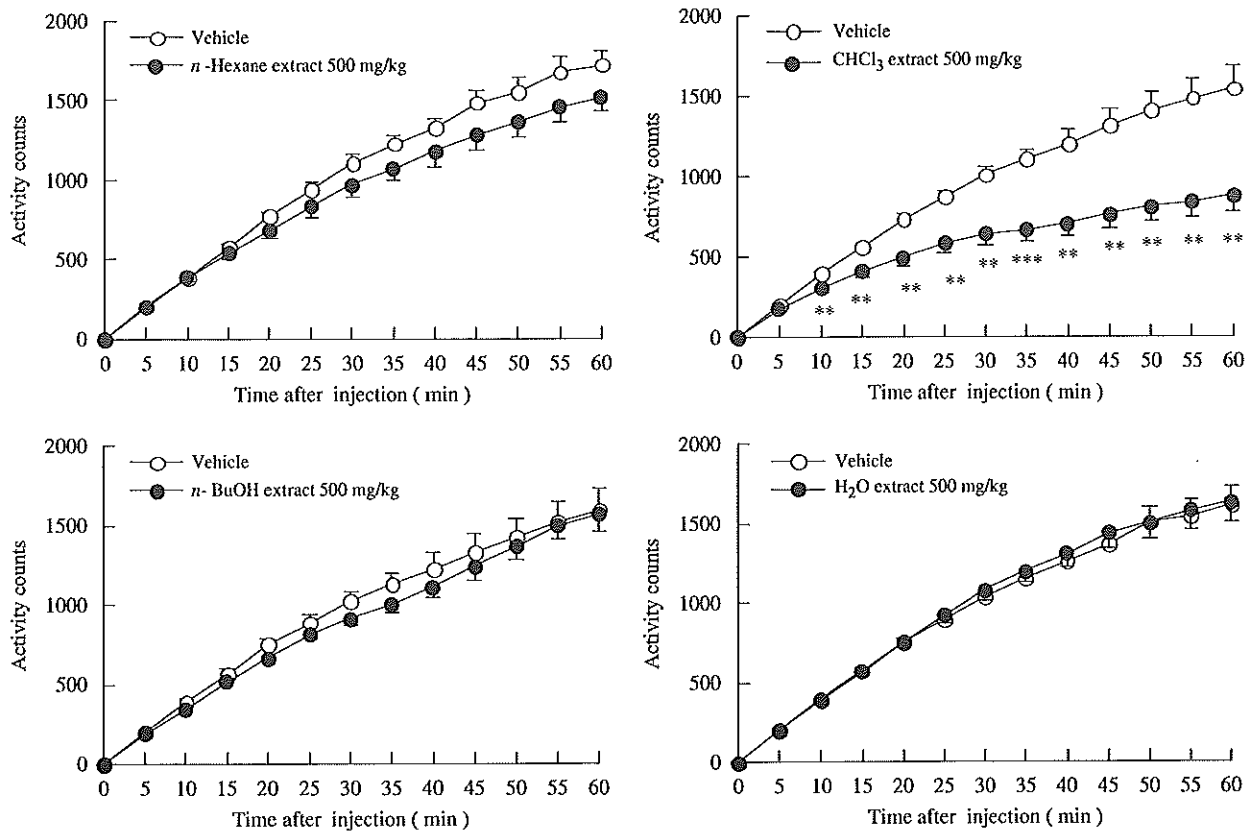 2000
Vehicle
n -Hexane extract 500 mg/kg
1500
1000
500
0
Activity counts
0 5 10 15 20 25 30 35 40 45 50 55 60
Time after injection ( min )
2000
Vehicle
CHCl3 extract 500 mg/kg
1500
1000
500
0
Activity counts
** ** ** ** ** *** ** ** ** ** **
0 5 10 15 20 25 30 35 40 45 50 55 60
Time after injection ( min )
2000
Vehicle
n- BuOH extract 500 mg/kg
1500
1000
500
0
Activity counts
0 5 10 15 20 25 30 35 40 45 50 55 60
Time after injection ( min )
2000
Vehicle
H2O extract 500 mg/kg
1500
1000
500
0
Activity counts
0 5 10 15 20 25 30 35 40 45 50 55 60
Time after injection ( min )